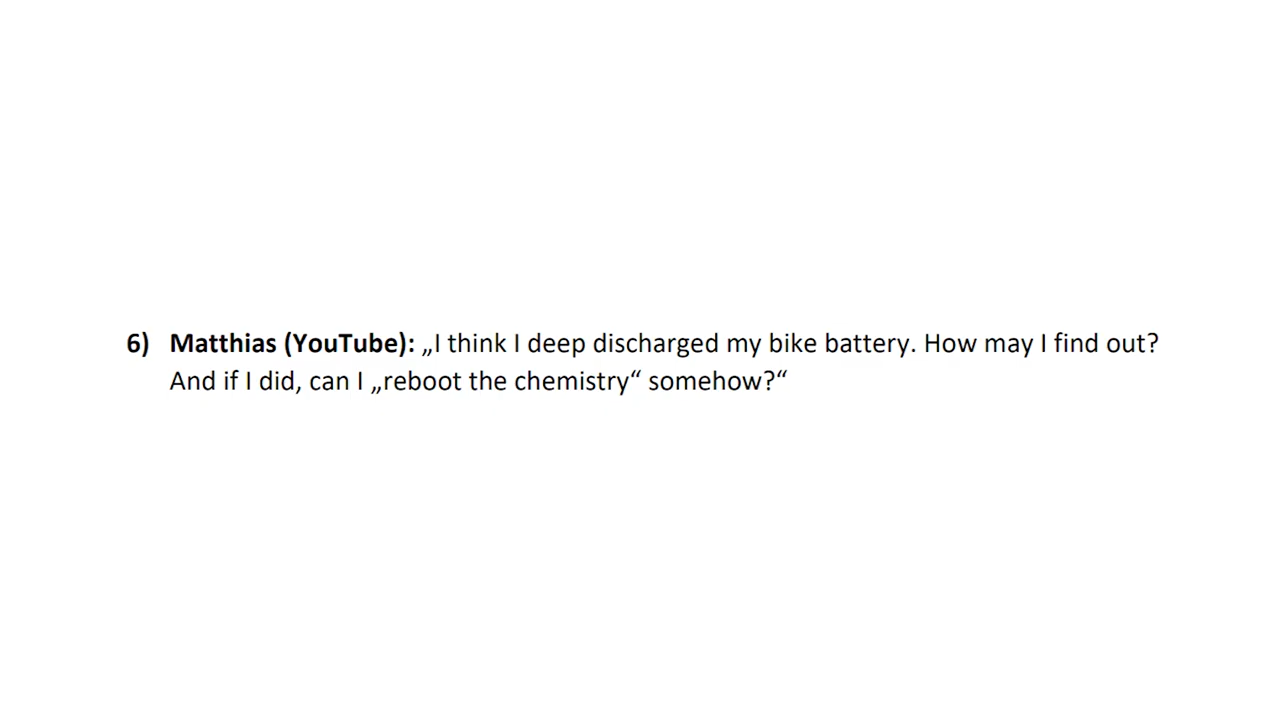 6) Matthias (YouTube): „I think I deep discharged my bike battery. How may I find out?
And if I did, can I „reboot the chemistry“ somehow?“